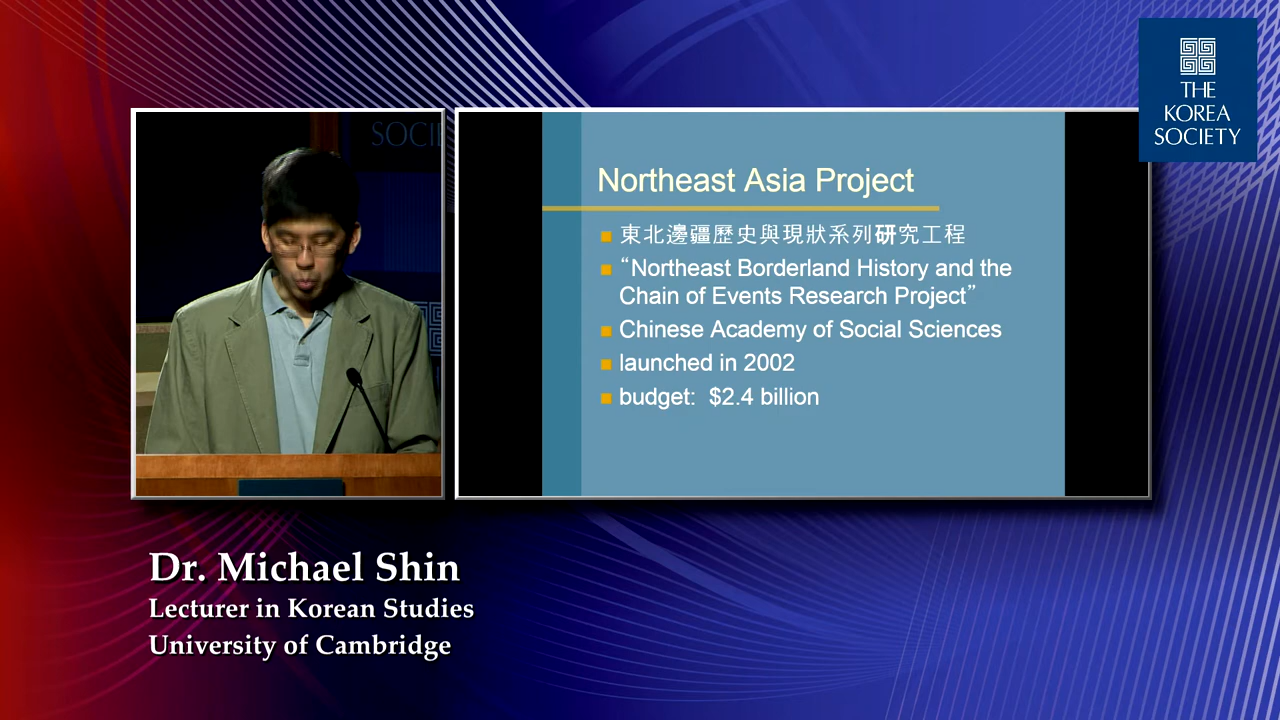 THE
KOREA
SOCIETY
SOCIE
Northeast Asia Project
東北邊疆歷史與現狀系列研究工程
“Northeast Borderland History and the
Chain of Events Research Project”
Chinese Academy of Social Sciences
launched in 2002
budget: $2.4 billion
Dr. Michael Shin
Lecturer in Korean Studies
University of Cambridge